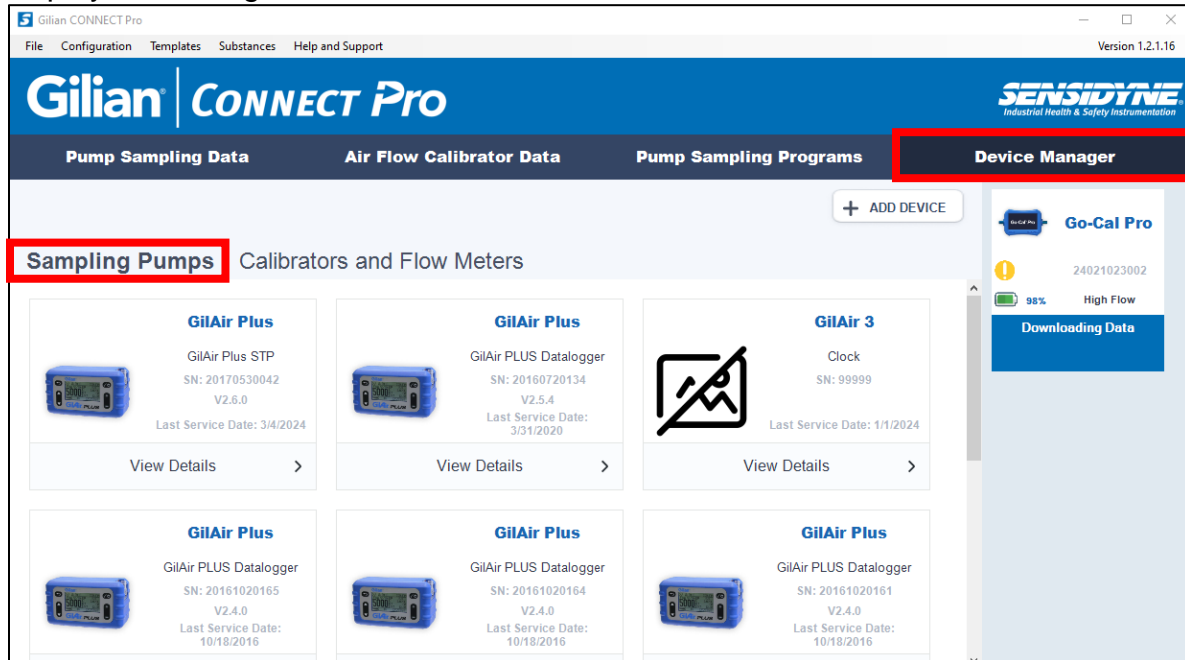 Gilian CONNECT Pro
File Configuration Templates Substances Help and Support Version 1.2.1.16
Gilian CONNECT Pro
SENSIDYNE
Industrial Health & Safety Instrumentation
Pump Sampling Data Air Flow Calibrator Data Pump Sampling Programs Device Manager
+ ADD DEVICE
Sampling Pumps Calibrators and Flow Meters
GilAir Plus
GilAir Plus STP
SN: 20170530042
V2.6.0
Last Service Date: 3/4/2024
View Details
GilAir Plus
GilAir PLUS Datalogger
SN: 20160720134
V2.5.4
Last Service Date:
3/31/2020
View Details
GilAir 3
Clock
SN: 99999
Last Service Date: 1/1/2024
View Details
GilAir Plus
GilAir PLUS Datalogger
SN: 20161020165
V2.4.0
Last Service Date:
10/18/2016
GilAir Plus
GilAir PLUS Datalogger
SN: 20161020164
V2.4.0
Last Service Date:
10/18/2016
GilAir Plus
GilAir PLUS Datalogger
SN: 20161020161
V2.4.0
Last Service Date:
10/18/2016
Go-Cal Pro
24021023002
98% High Flow
Downloading Data